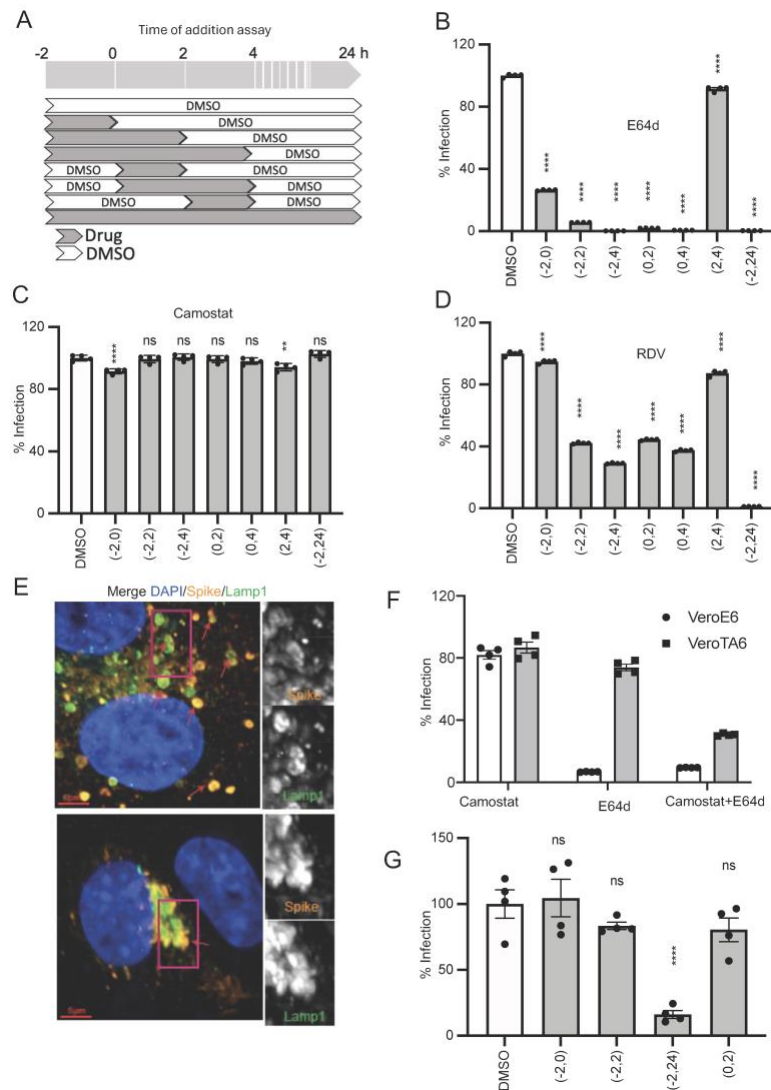 A
Time of addition assay
-2 0 2 4 24 h
DMSO
DMSO
DMSO
DMSO
DMSO DMSO
DMSO DMSO
DMSO DMSO
Drug
DMSO
B
E64d
% Infection
120
80
40
0
****
****
****
****
****
****
****
DMSO
(-2,0)
(-2,2)
(-2,4)
(0,2)
(0,4)
(2,4)
(-2,24)
C
Camostat
% Infection
120
80
40
0
****
ns
ns
ns
ns
**
ns
DMSO
(-2,0)
(-2,2)
(-2,4)
(0,2)
(0,4)
(2,4)
(-2,24)
D
RDV
% Infection
120
80
40
0
****
****
****
****
****
****
****
DMSO
(-2,0)
(-2,2)
(-2,4)
(0,2)
(0,4)
(2,4)
(-2,24)
E
Merge DAPI/Spike/Lamp1
Spike
Lamp1
Spike
Lamp1
5µm
F
VeroE6
VeroTA6
% Infection
120
80
40
0
Camostat
E64d
Camostat+E64d
G
% Infection
150
100
50
0
ns
ns
****
ns
DMSO
(-2,0)
(-2,2)
(-2,24)
(0,2)